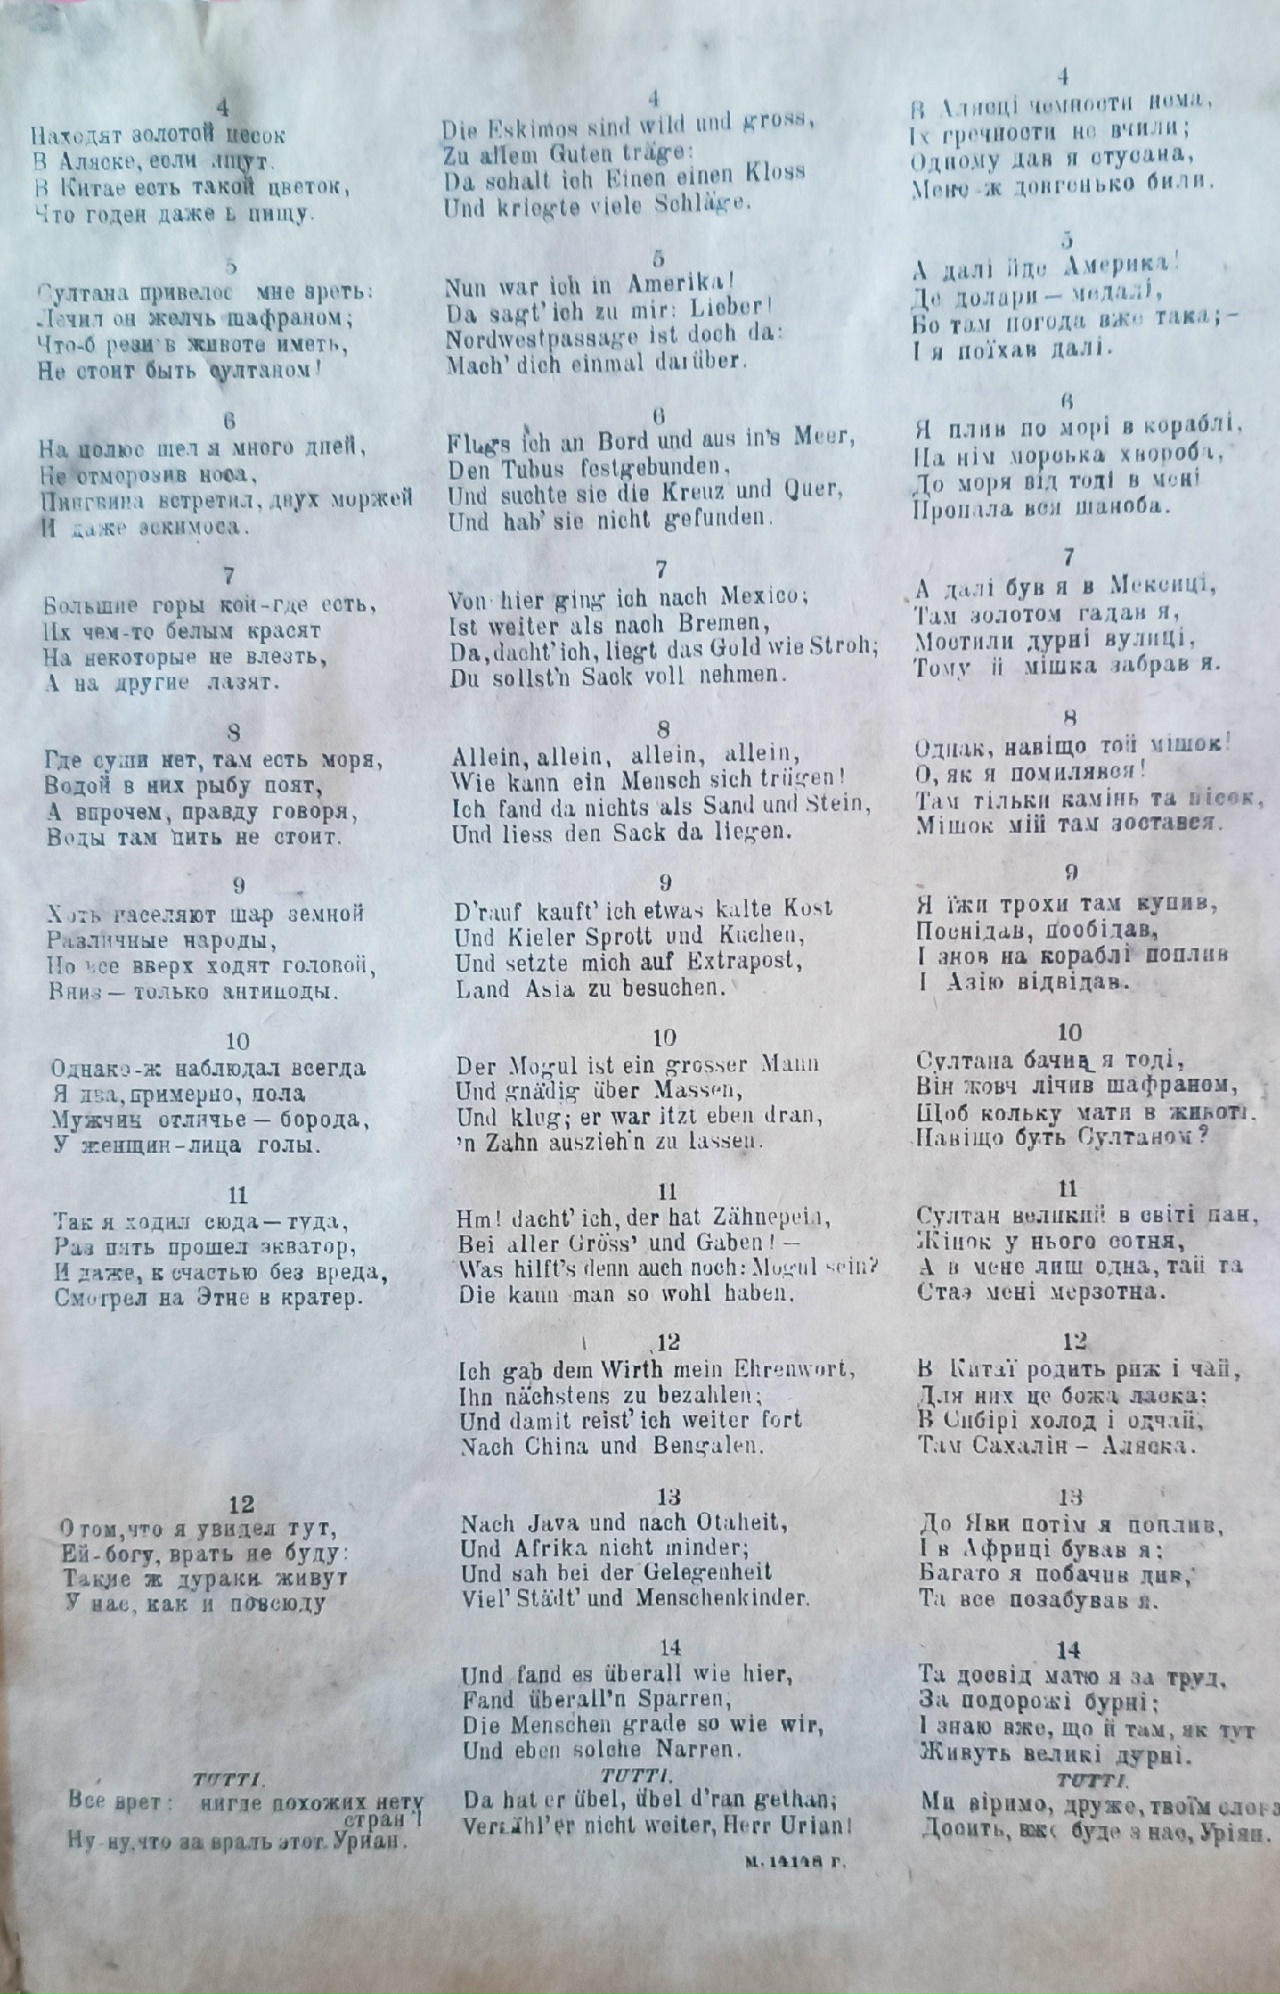 4
Находят золотой песок
В Аляске, если ищут.
В Китае есть такой цветок,
Что годен даже в пищу.
5
Султана привелось мне зреть:
Лечил он желчь шафраном;
Что-б рези в животе иметь,
Не стоит быть султаном!
6
На полюс шел я много дней,
Не отморозив носа,
Пингвина встретил, двух моржей
И даже эскимоса.
7
Большие горы кой-где есть,
Их чем-то белым красят
На некоторые не влезть,
А на другие лазят.
8
Где суши нет, там есть моря,
Водой в них рыбу поят,
А впрочем, правду говоря,
Воды там пить не стоит.
9
Хоть населяют шар земной
Различные народы,
Но все вверх ходят головой,
Вниз — только антиподы.
10
Однако-ж наблюдал всегда
Я два, примерно, пола
Мужчин отличье — борода,
У женщин-лица голы.
11
Так я ходил сюда — туда,
Раз пять прошел экватор,
И даже, к счастью без вреда,
Смотрел на Этне в кратер.
12
О том, что я увидел тут,
Ей-богу, врать не буду:
Такие ж дураки живут
У нас, как и повсюду
TUTTI.
Все врет: нигде похожих нету
стран!
Ну-ну, что за враль этот Уриан.
4
Die Eskimos sind wild und gross,
Zu allem Guten träge:
Da schalt ich Einen einen Kloss
Und kriegte viele Schläge.
5
Nun war ich in Amerika!
Da sagt' ich zu mir: Lieber!
Nordwestpassage ist doch da:
Mach' dich einmal darüber.
6
Flugs ich an Bord und aus in's Meer,
Den Tubus festgebunden,
Und suchte sie die Kreuz und Quer,
Und hab' sie nicht gefunden.
7
Von hier ging ich nach Mexico;
Ist weiter als nach Bremen,
Da, dacht' ich, liegt das Gold wie Stroh;
Du sollst'n Sack voll nehmen.
8
Allein, allein, allein, allein,
Wie kann ein Mensch sich trügen!
Ich fand da nichts als Sand und Stein,
Und liess den Sack da liegen.
9
D'rauf kauft' ich etwas kalte Kost
Und Kieler Sprott und Kuchen,
Und setzte mich auf Extrapost,
Land Asia zu besuchen.
10
Der Mogul ist ein grosser Mann
Und gnädig über Massen,
Und klug; er war itzt eben dran,
'n Zahn auszieh'n zu lassen.
11
Hm! dacht' ich, der hat Zähnepein,
Bei aller Gröss' und Gaben! —
Was hilft's denn auch noch: Mogul sein?
Die kann man so wohl haben.
12
Ich gab dem Wirth mein Ehrenwort,
Ihn nächstens zu bezahlen;
Und damit reist' ich weiter fort
Nach China und Bengalen.
13
Nach Java und nach Otaheit,
Und Afrika nicht minder;
Und sah bei der Gelegenheit
Viel' Städt' und Menschenkinder.
14
Und fand es überall wie hier,
Fand überall'n Sparren,
Die Menschen grade so wie wir,
Und eben solche Narren.
TUTTI.
Da hat er übel, übel d'ran gethan;
Verzähl'er nicht weiter, Herr Urian!
4
В Алясці чемности нема,
Їх гречности не вчили;
Одному дав я стусана,
Мене-ж довгенько били.
5
А далі йде Америка!
Де долари — медалі,
Бо там погода вже така; —
І я поїхав далі.
6
Я плив по морі в кораблі,
На нім морська хвороба,
До моря від тоді в мені
Пропала вся шаноба.
7
А далі був я в Мексиці,
Там золотом гадав я,
Мостили дурні вулиці,
Тому й мішка забрав я.
8
Однак, навіщо той мішок!
О, як я помилявся!
Там тільки камінь та пісок,
Мішок мій там зостався.
9
Я їжи трохи там купив,
Поснідав, пообідав,
І знов на кораблі поплив
І Азію відвідав.
10
Султана бачив я тоді,
Він жовч лічив шафраном,
Щоб кольку мати в животі.
Навіщо буть Султаном?
11
Султан великий в світі пан,
Жінок у нього сотня,
А в мене лиш одна, тай та
Стаэ мені мерзотна.
12
В Китаї родить риж і чай,
Для них це божа ласка;
В Сибірі холод і одчай,
Там Сахалін – Аляска.
13
До Яви потім я поплив,
І в Африці бував я;
Багато я побачив див,
Та все позабував я.
14
Та досвід матю я за труд,
За подорожі бурні;
І знаю вже, що й там, як тут
Живуть великі дурні.
TUTTI.
Ми віримо, друже, твоїм слова
Досить, вже буде з нас, Уріян.
М. 14148 Г.